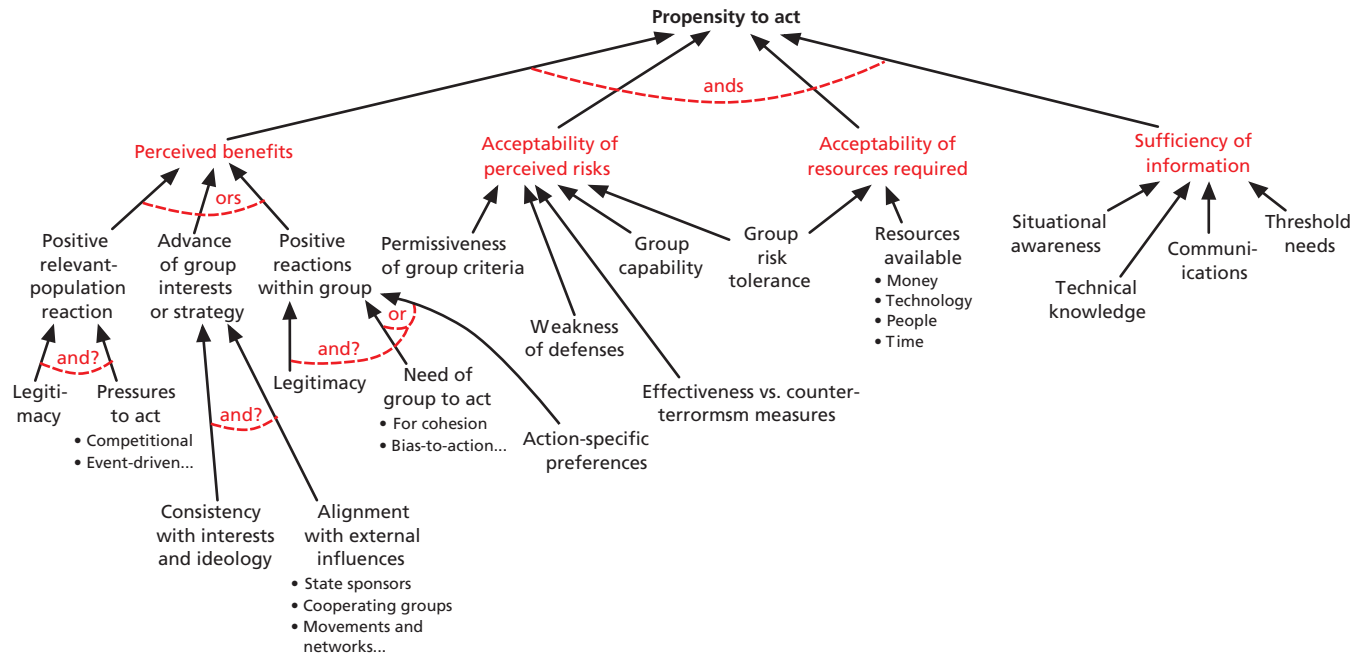 Propensity to act
ands
Perceived benefits
Acceptability of
perceived risks
Acceptability of
resources required
Sufficiency of
information
ors
Positive
relevant-
population
reaction
Advance
of group
interests
or strategy
Positive
reactions
within group
Permissiveness
of group criteria
Group
capability
Group
risk
tolerance
Resources
available
• Money
• Technology
• People
• Time
Situational
awareness
Technical
knowledge
Communi-
ications
Threshold
needs
Weakness
of defenses
Effectiveness vs. counter-
terrormsm measures
and?
Legiti-
macy
Pressures
to act
• Competitional
• Event-driven...
and?
or
and?
Legitimacy
Need of
group to act
• For cohesion
• Bias-to-action...
Action-specific
preferences
Consistency
with interests
and ideology
Alignment
with external
influences
• State sponsors
• Cooperating groups
• Movements and
networks...